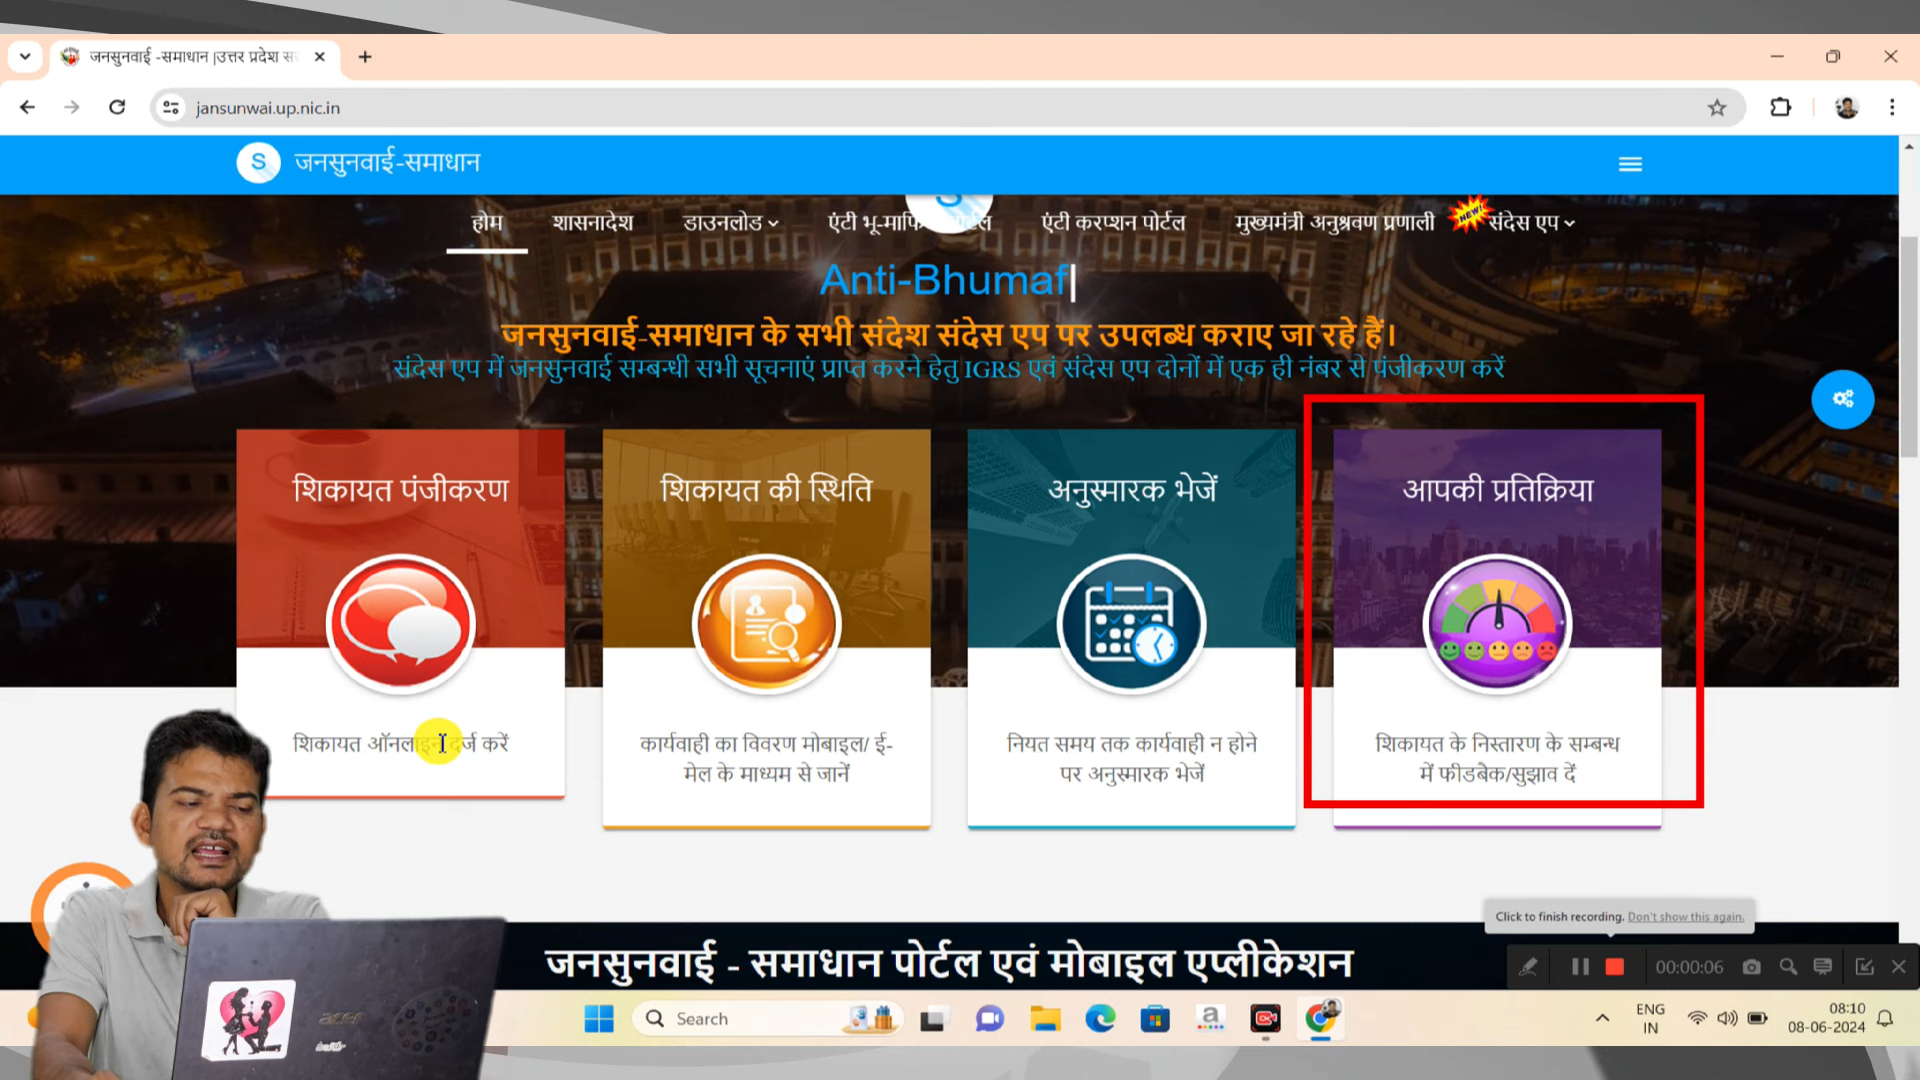 जनसुनवाई -समाधान |उत्तर प्रदेश स
jansunwai.up.nic.in
S जनसुनवाई-समाधान
होम शासनादेश डाउनलोड एंटी भू-माफि र्टल एंटी करप्शन पोर्टल मुख्यमंत्री अनुश्रवण प्रणाली NEW! संदेस एप
Anti-Bhumaf|
जनसुनवाई-समाधान के सभी संदेश संदेस एप पर उपलब्ध कराए जा रहे हैं।
संदेस एप में जनसुनवाई सम्बन्धी सभी सूचनाएं प्राप्त करने हेतु IGRS एवं संदेस एप दोनों में एक ही नंबर से पंजीकरण करें
शिकायत पंजीकरण
शिकायत ऑनलाइन दर्ज करें
शिकायत की स्थिति
कार्यवाही का विवरण मोबाइल/ ई-
मेल के माध्यम से जानें
अनुस्मारक भेजें
नियत समय तक कार्यवाही न होने
पर अनुस्मारक भेजें
आपकी प्रतिक्रिया
शिकायत के निस्तारण के सम्बन्ध
में फीडबैक/सुझाव दें
Click to finish recording. Don't show this again.
जनसुनवाई - समाधान पोर्टल एवं मोबाइल एप्लीकेशन
00:00:06
acer
Search
ENG
IN
08:10
08-06-2024